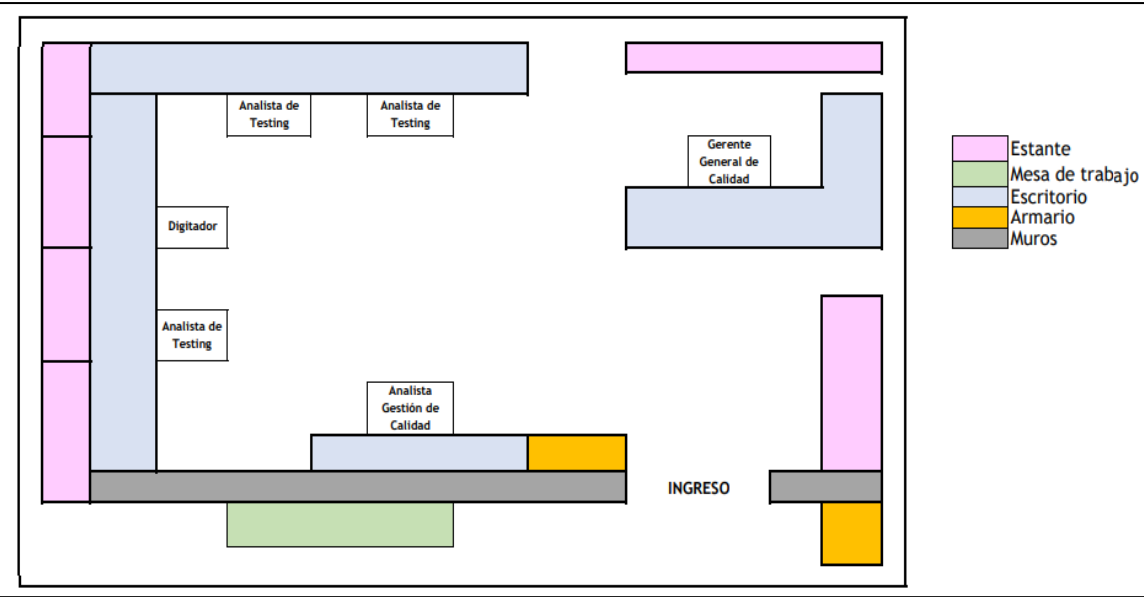 Analista de
Testing
Analista de
Testing
Gerente
General de
Calidad
Digitador
Analista de
Testing
Analista
Gestión de
Calidad
INGRESO
Estante
Mesa de trabajo
Escritorio
Armario
Muros